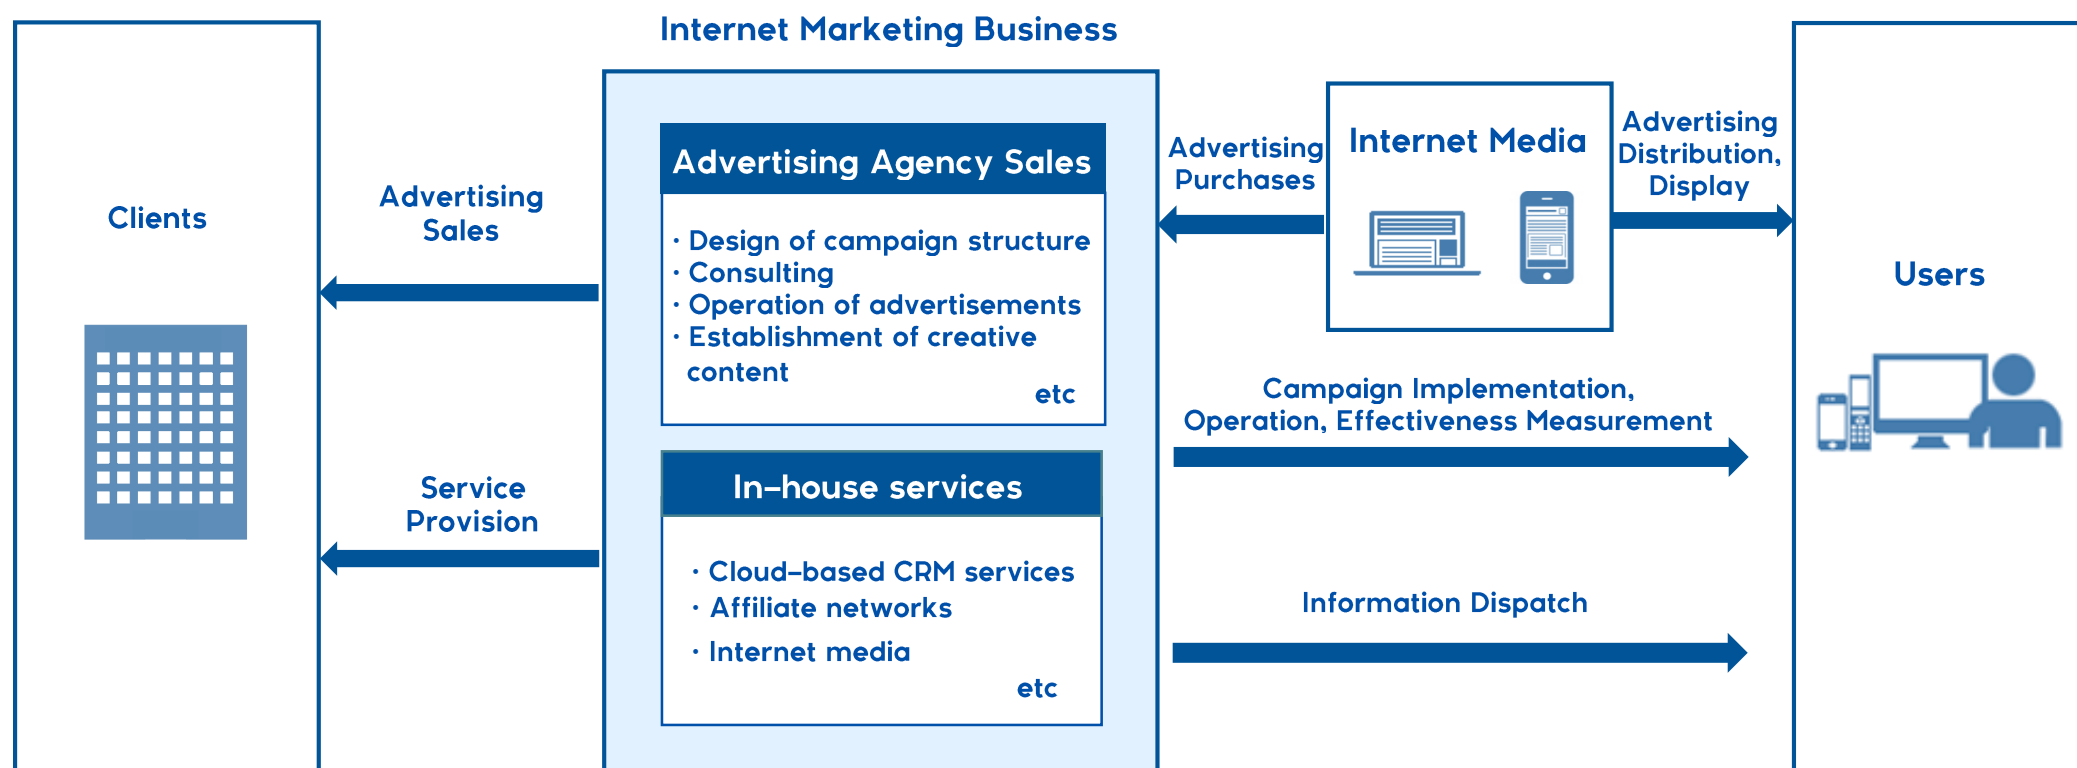 Internet Marketing Business
Clients
Advertising
Sales
Service
Provision
Advertising Agency Sales
・Design of campaign structure
・Consulting
・Operation of advertisements
・Establishment of creative
content
etc
In-house services
・Cloud-based CRM services
・Affiliate networks
・Internet media
etc
Advertising
Purchases
Internet Media
Advertising
Distribution,
Display
Campaign Implementation,
Operation, Effectiveness Measurement
Information Dispatch
Users